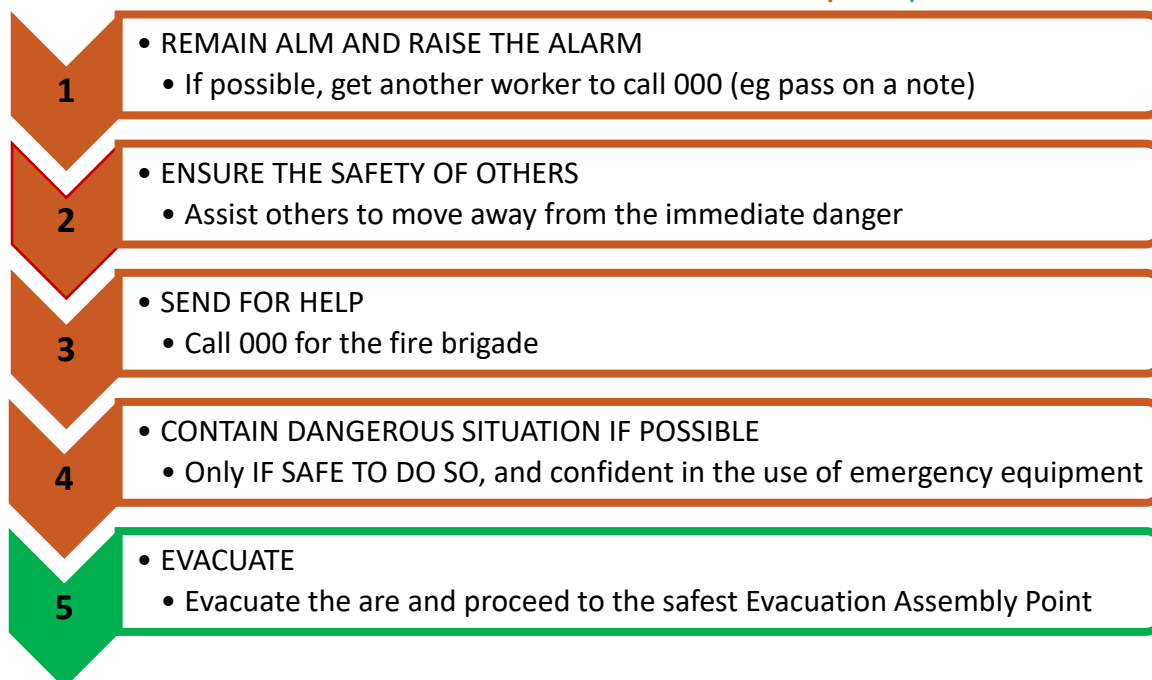 1
• REMAIN ALM AND RAISE THE ALARM
• If possible, get another worker to call 000 (eg pass on a note)
2
• ENSURE THE SAFETY OF OTHERS
• Assist others to move away from the immediate danger
3
• SEND FOR HELP
• Call 000 for the fire brigade
4
• CONTAIN DANGEROUS SITUATION IF POSSIBLE
• Only IF SAFE TO DO SO, and confident in the use of emergency equipment
5
• EVACUATE
• Evacuate the are and proceed to the safest Evacuation Assembly Point